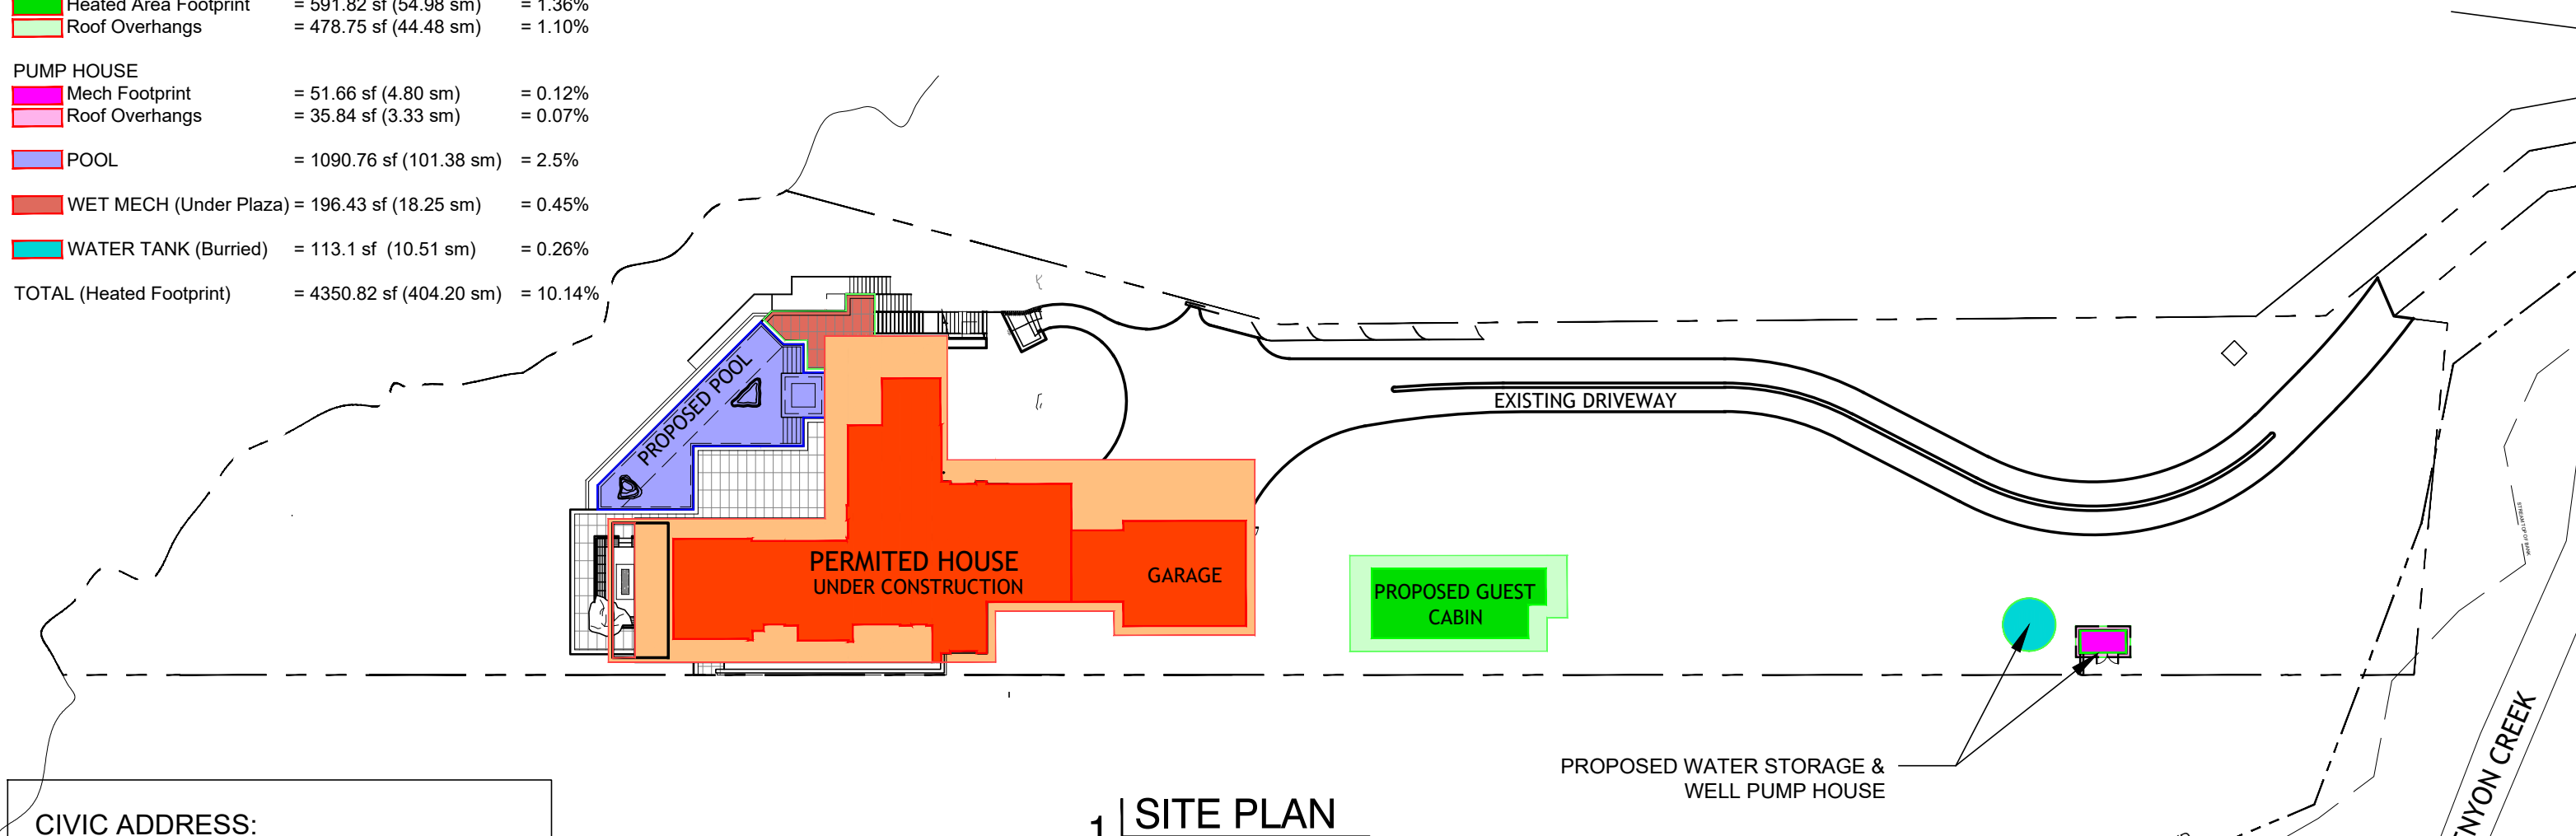 Heated Area Footprint = 591.82 sf (54.98 sm) = 1.36%
Roof Overhangs = 478.75 sf (44.48 sm) = 1.10%
PUMP HOUSE
Mech Footprint = 51.66 sf (4.80 sm) = 0.12%
Roof Overhangs = 35.84 sf (3.33 sm) = 0.07%
POOL = 1090.76 sf (101.38 sm) = 2.5%
WET MECH (Under Plaza) = 196.43 sf (18.25 sm) = 0.45%
WATER TANK (Burried) = 113.1 sf (10.51 sm) = 0.26%
TOTAL (Heated Footprint) = 4350.82 sf (404.20 sm) = 10.14%
PROPOSED POOL
EXISTING DRIVEWAY
PERMITED HOUSE
UNDER CONSTRUCTION
GARAGE
PROPOSED GUEST
CABIN
STREAM TOP OF BANK
PROPOSED WATER STORAGE &
WELL PUMP HOUSE
NYON CREEK
CIVIC ADDRESS:
1 SITE PLAN